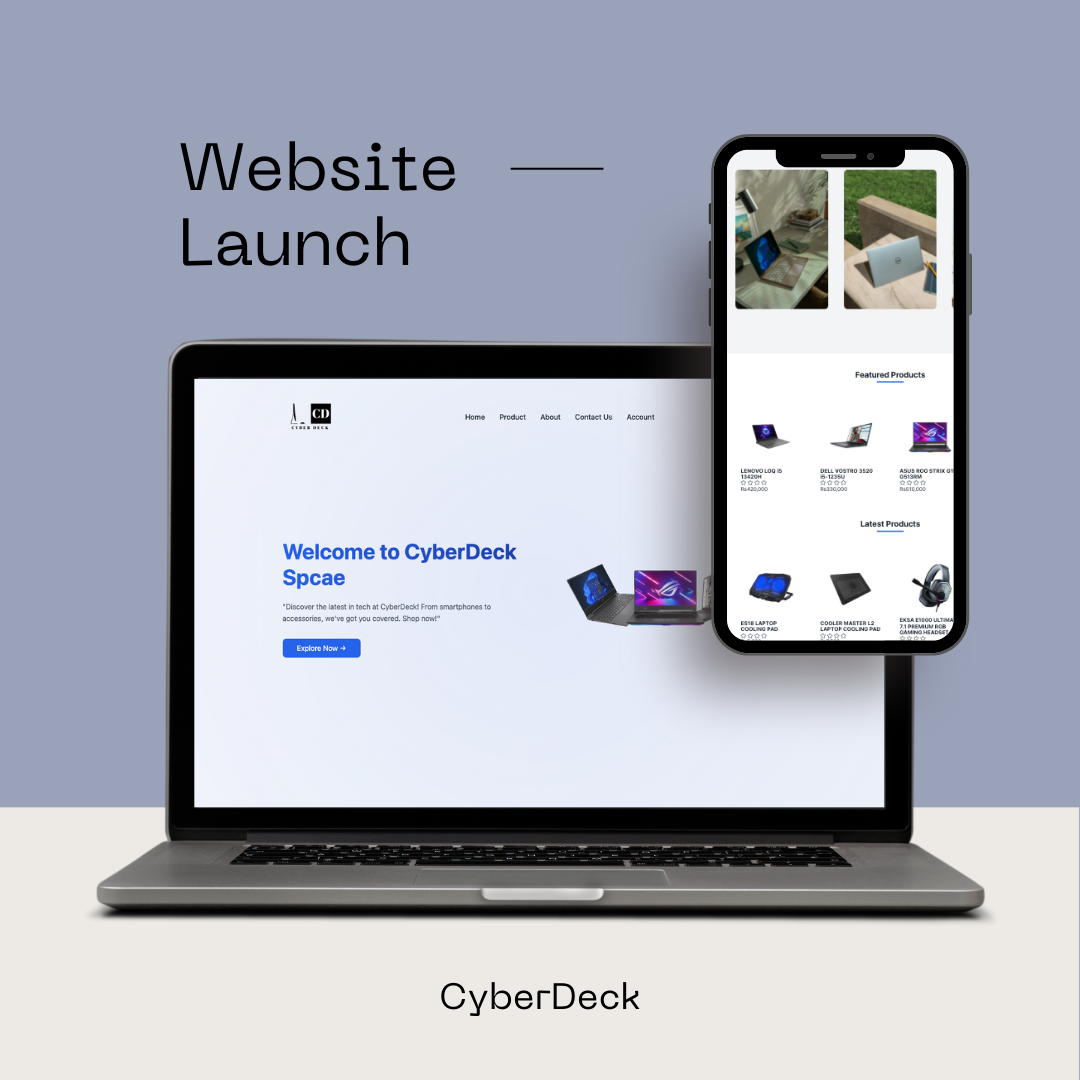 Website
Launch
CD
CYBER DECK
Home Product About Contact Us Account
Welcome to CyberDeck
Spcae
"Discover the latest in tech at CyberDeck! From smartphones to
accessories, we've got you covered. Shop now!"
Explore Now →
Featured Products
LENOVO LOQ I5
13420H
Rs420,000
DELL VOSTRO 3520
I5-1235U
Rs330,000
ASUS ROG STRIX G1
G513RM
Rs510,000
Latest Products
ES18 LAPTOP
COOLING PAD
COOLER MASTER L2
LAPTOP COOLING PAD
EKSA E1000 ULTIMA
7.1 PREMIUM RGB
GAMING HEADSET
CyberDeck